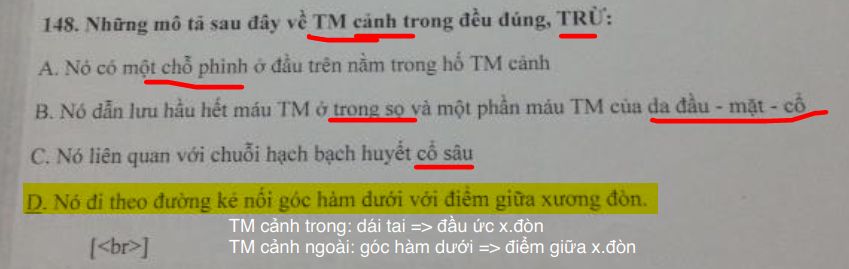 148. Những mô tả sau đây về TM cảnh trong đều đúng, TRỪ:
A. Nó có một chỗ phình ở đầu trên nằm trong hố TM cảnh
B. Nó dẫn lưu hầu hết máu TM ở trong sọ và một phần máu TM của da đầu - mặt - cổ
C. Nó liên quan với chuỗi hạch bạch huyết cổ sâu
D. Nó đi theo đường kẻ nối góc hàm dưới với điểm giữa xương đòn.
TM cảnh trong: dái tai => đầu ức x.đòn
[<br>] TM cảnh ngoài: góc hàm dưới => điểm giữa x.đòn